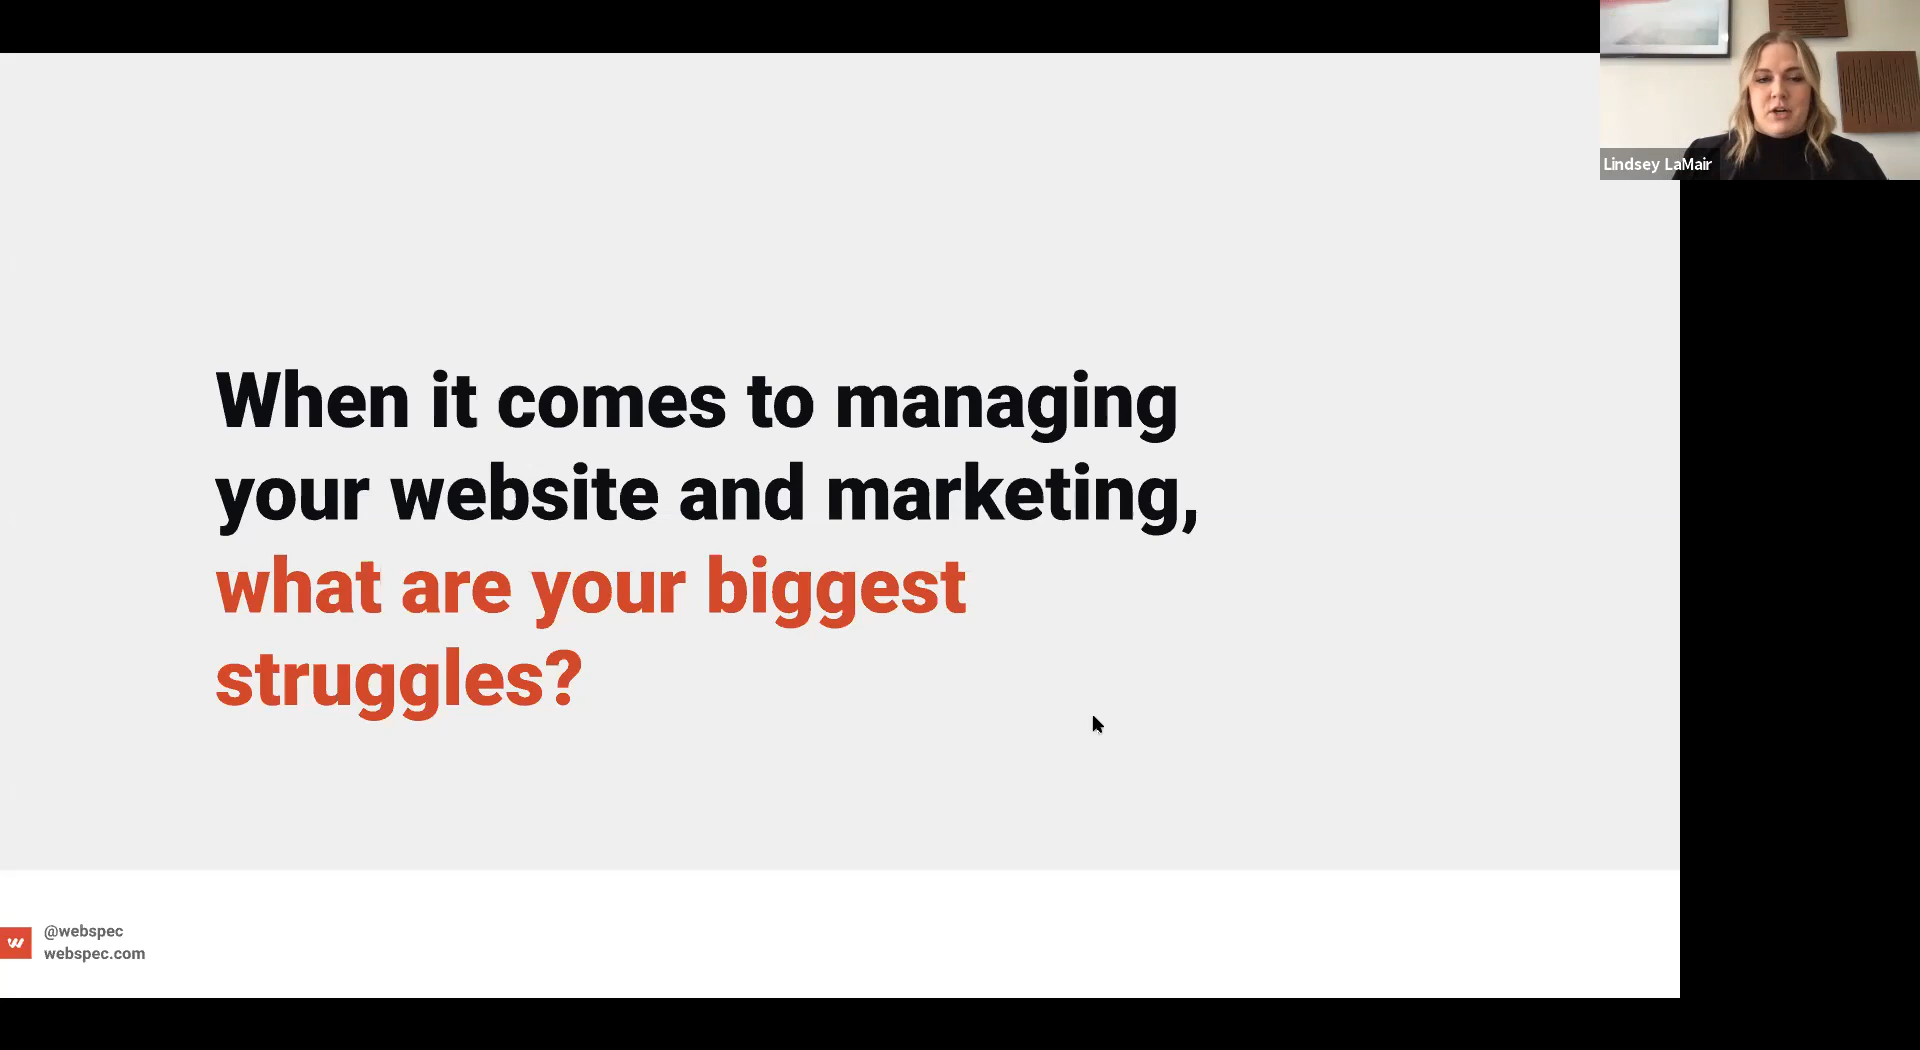 Lindsey LaMair
When it comes to managing
your website and marketing,
what are your biggest
struggles?
@webspec
webspec.com